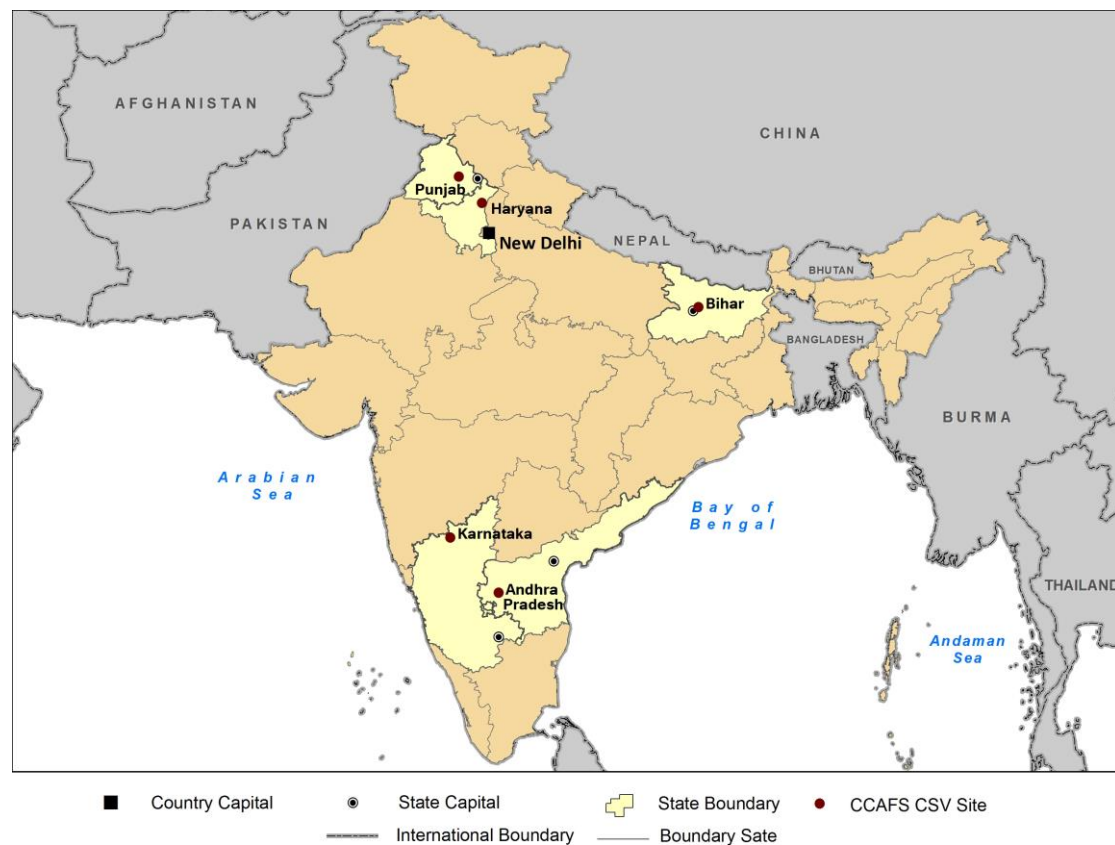 AFGHANISTAN
CHINA
Punjab
Haryana
PAKISTAN
New Delhi
NEPAL
BHUTAN
Bihar
BANGLADESH
BURMA
Arabian
Sea
Bay of
Bengal
Karnataka
THAILAND
Andhra
Pradesh
Andaman
Sea
Country Capital
State Capital
State Boundary
CCAFS CSV Site
International Boundary
Boundary Sate